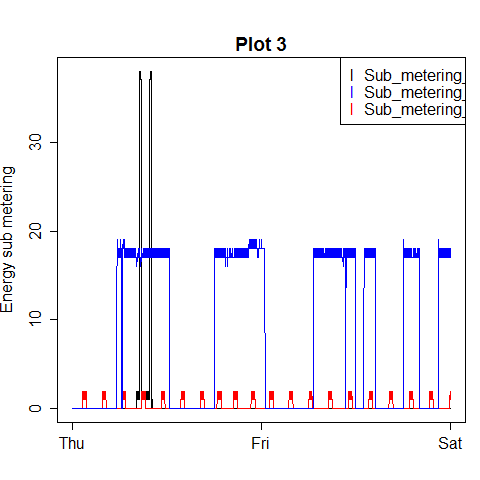 Plot 3
Energy sub metering
30
20
10
0
Thu
Fri
Sat
l Sub_metering_
l Sub_metering_
l Sub_metering_